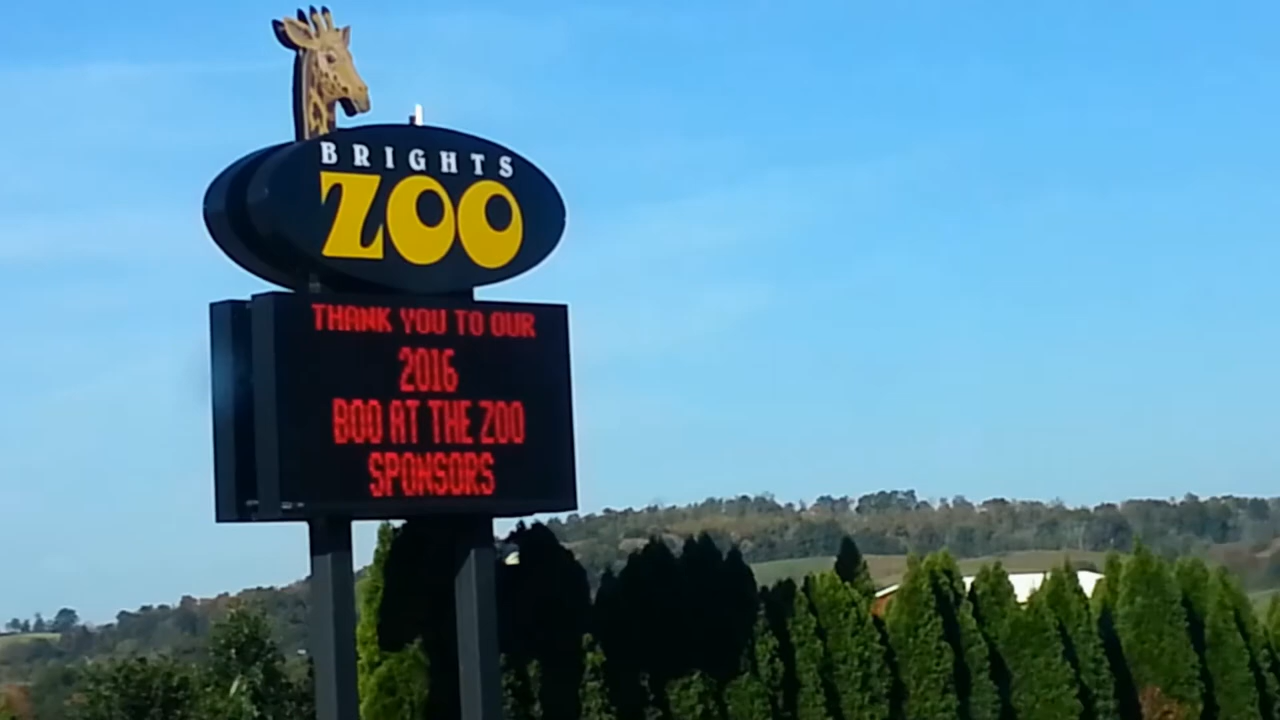 BRIGHTS
ZOO
THANK YOU TO OUR
2016
BOO AT THE ZOO
SPONSORS